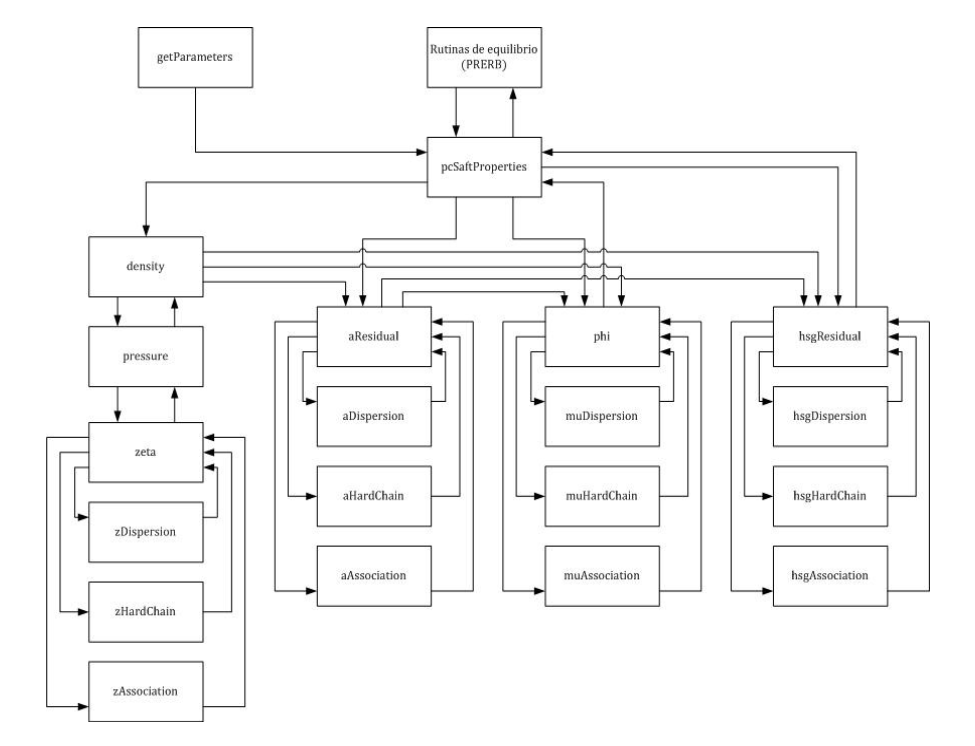 getParameters
Rutinas de equilibrio
(PRERB)
pcSaftProperties
density
pressure
zeta
zDispersion
zHardChain
zAssociation
aResidual
aDispersion
aHardChain
aAssociation
phi
muDispersion
muHardChain
muAssociation
hsgResidual
hsgDispersion
hsgHardChain
hsgAssociation